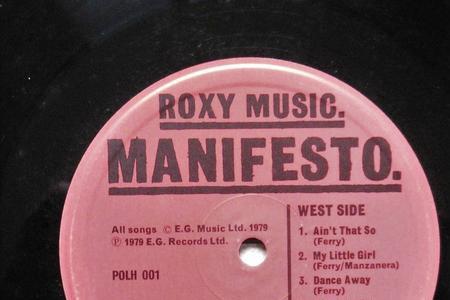 ROXY MUSIC.
MANIFESTO.
All songs © E.G. Music Ltd. 1979
℗ 1979 E.G. Records Ltd.
POLH 001
WEST SIDE
1. Ain't That So
(Ferry)
2. My Little Girl
(Ferry/Manzanera)
3. Dance Away
(Ferry)